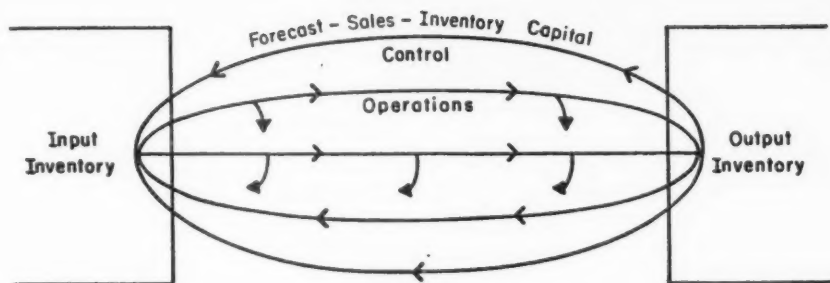 Forecast - Sales - Inventory Capital
Control
Operations
Input
Inventory
Output
Inventory